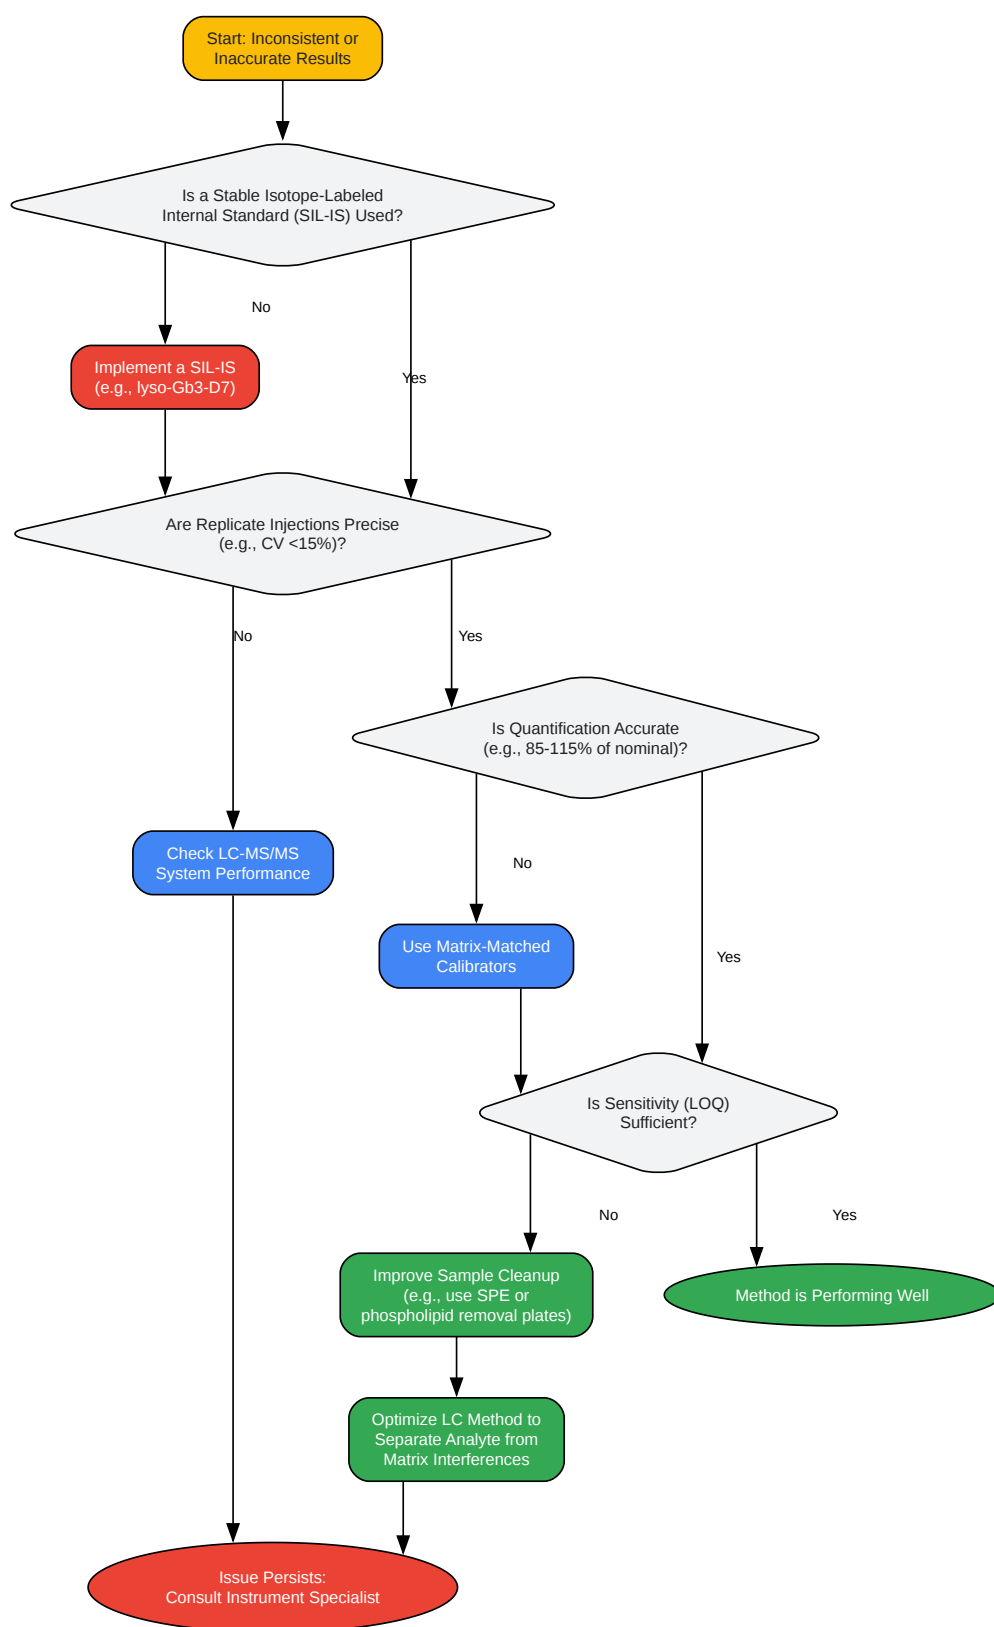 Start: Inconsistent or
Inaccurate Results
Is a Stable Isotope-Labeled
Internal Standard (SIL-IS) Used?
No
Implement a SIL-IS
(e.g., lyso-Gb3-D7)
Yes
Are Replicate Injections Precise
(e.g., CV <15%)?
No
Yes
Is Quantification Accurate
(e.g., 85-115% of nominal)?
Check LC-MS/MS
System Performance
No
Use Matrix-Matched
Calibrators
Yes
Is Sensitivity (LOQ)
Sufficient?
No
Yes
Improve Sample Cleanup
(e.g., use SPE or
phospholipid removal plates)
Method is Performing Well
Optimize LC Method to
Separate Analyte from
Matrix Interferences
Issue Persists:
Consult Instrument Specialist